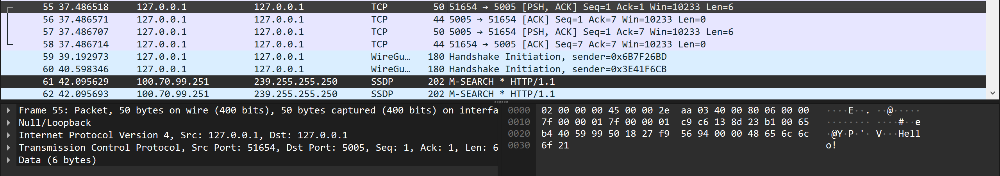 55 37.486518 127.0.0.1 127.0.0.1 TCP 50 51654 → 5005 [PSH, ACK] Seq=1 Ack=1 Win=10233 Len=6
56 37.486571 127.0.0.1 127.0.0.1 TCP 44 5005 → 51654 [ACK] Seq=1 Ack=7 Win=10233 Len=0
57 37.486707 127.0.0.1 127.0.0.1 TCP 50 5005 → 51654 [PSH, ACK] Seq=1 Ack=7 Win=10233 Len=6
58 37.486714 127.0.0.1 127.0.0.1 TCP 44 51654 → 5005 [ACK] Seq=7 Ack=7 Win=10233 Len=0
59 39.192973 127.0.0.1 127.0.0.1 WireGu… 180 Handshake Initiation, sender=0x6B7F26BD
60 40.598346 127.0.0.1 127.0.0.1 WireGu… 180 Handshake Initiation, sender=0x3E41F6CB
61 42.095629 100.70.99.251 239.255.255.250 SSDP 202 M-SEARCH * HTTP/1.1
62 42.095693 100.70.99.251 239.255.255.250 SSDP 202 M-SEARCH * HTTP/1.1
Frame 55: Packet, 50 bytes on wire (400 bits), 50 bytes captured (400 bits) on interfa
Null/Loopback
Internet Protocol Version 4, Src: 127.0.0.1, Dst: 127.0.0.1
Transmission Control Protocol, Src Port: 51654, Dst Port: 5005, Seq: 1, Ack: 1, Len: 6
Data (6 bytes)
0000 02 00 00 00 45 00 00 2e aa 03 40 00 80 06 00 00 ····E··. ··@·····
0010 7f 00 00 01 7f 00 00 01 c9 c6 13 8d 23 b1 00 65 ········ ····#··e
0020 b4 40 59 99 50 18 27 f9 56 94 00 00 48 65 6c 6c ·@Y·P·'· V···Hell
0030 6f 21 o!